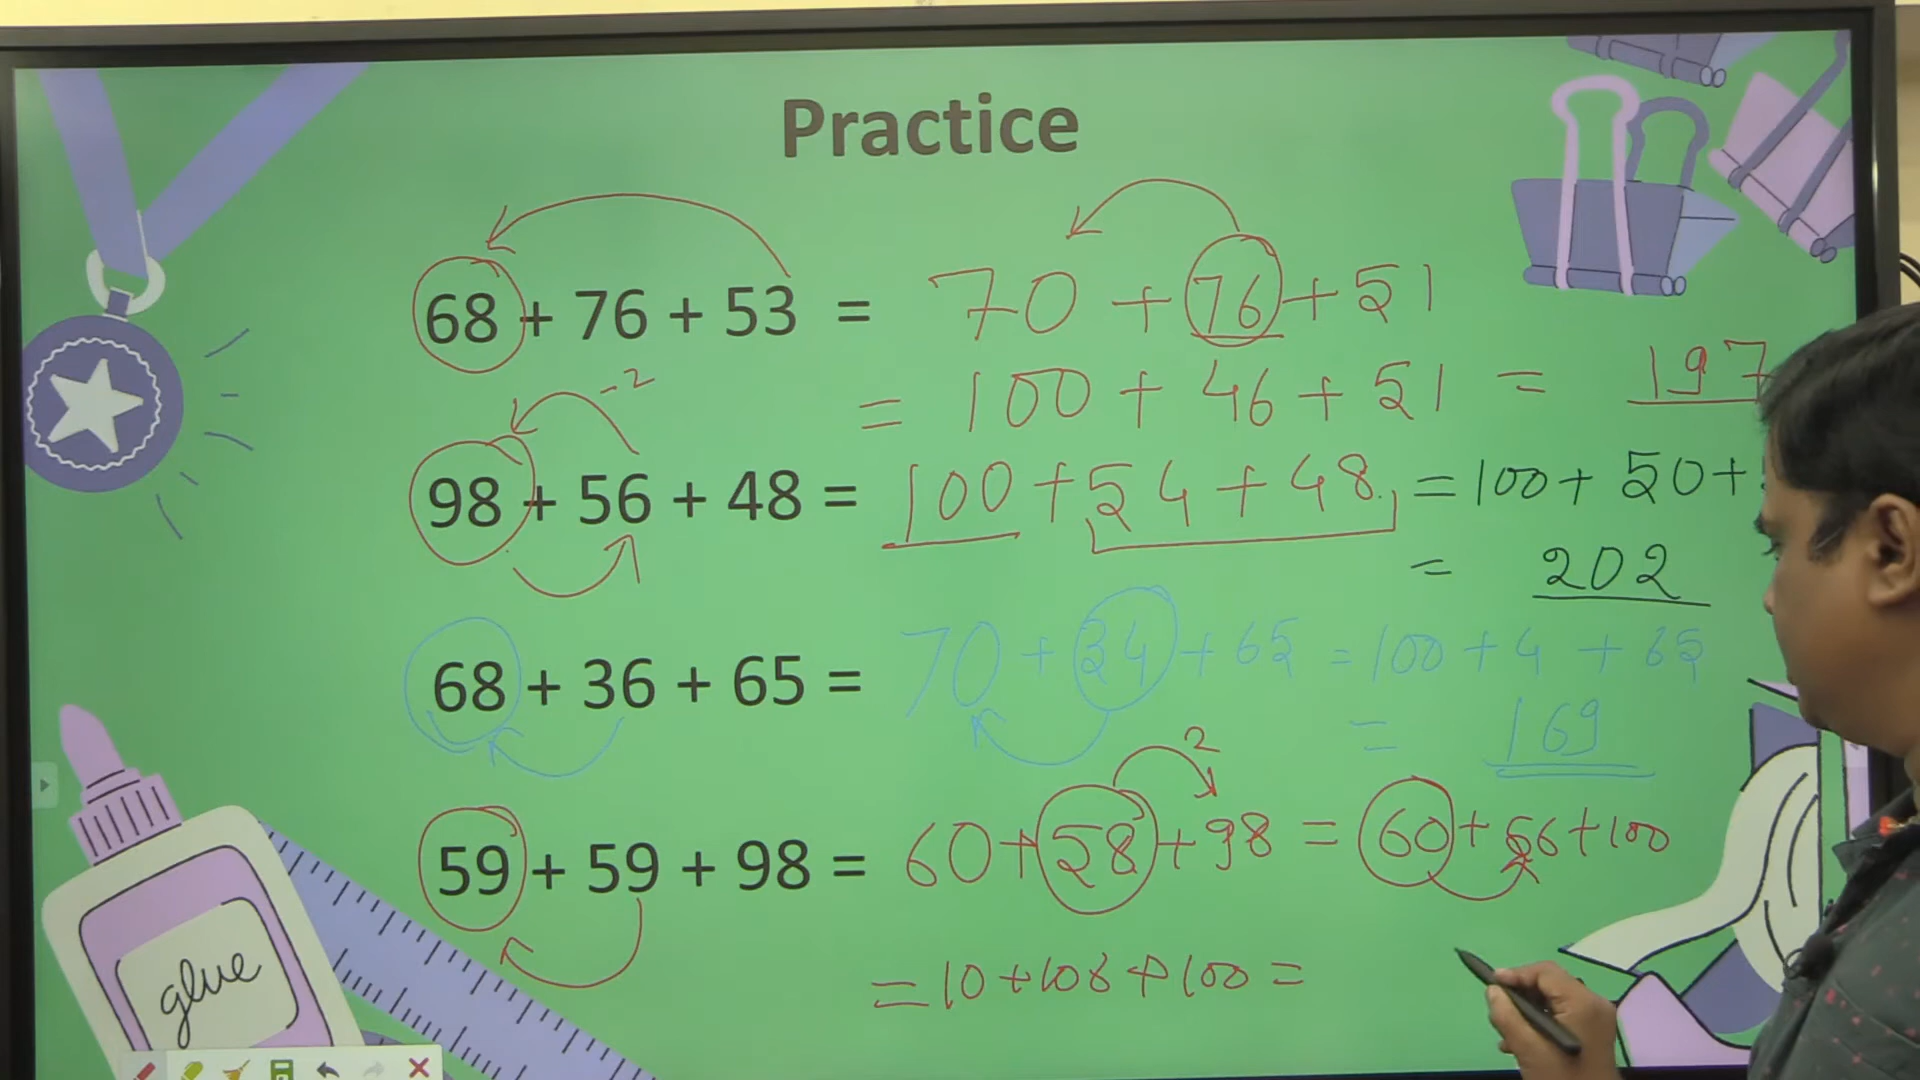 Practice
68 + 76 + 53 = 70 + 76 + 51
= 100 + 46 + 51 = 197
-2
98 + 56 + 48 = 100 + 54 + 48 = 100 + 50 +
= 202
68 + 36 + 65 = 70 + 34 + 65 = 100 + 4 + 65
= 169
2
59 + 59 + 98 = 60 + 58 + 98 = 60 + 56 + 100
= 10 + 108 + 100 =
glue